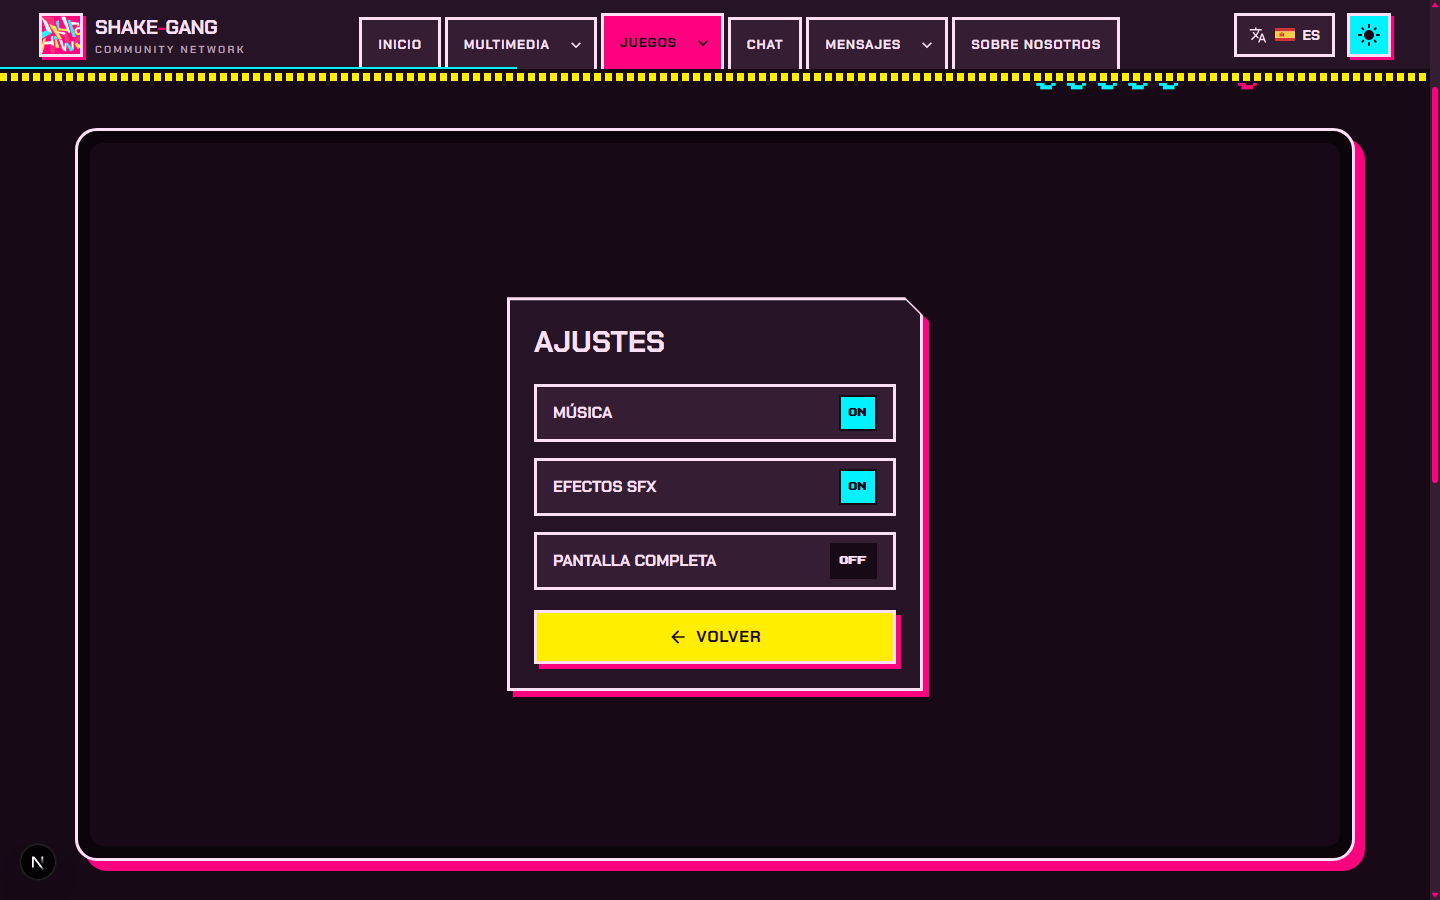 SHAKE-GANG
COMMUNITY NETWORK
INICIO
MULTIMEDIA
JUEGOS
CHAT
MENSAJES
SOBRE NOSOTROS
ES
AJUSTES
MÚSICA
ON
EFECTOS SFX
ON
PANTALLA COMPLETA
OFF
← VOLVER
N